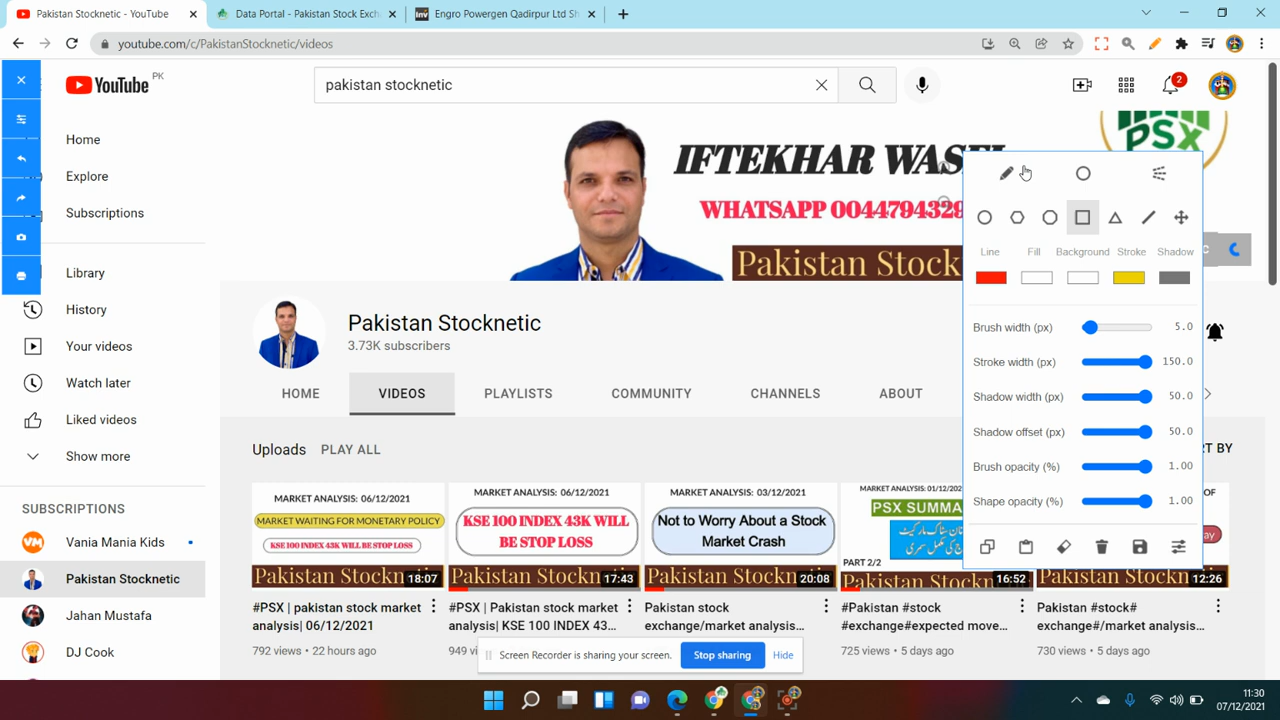 Pakistan Stocknetic - YouTube
Data Portal - Pakistan Stock Exch
Engro Powergen Qadirpur Ltd Sh
youtube.com/c/PakistanStocknetic/videos
YouTube PK
pakistan stocknetic
2
Home
Explore
Subscriptions
Library
History
Your videos
Watch later
Liked videos
Show more
SUBSCRIPTIONS
Vania Mania Kids
Pakistan Stocknetic
Jahan Mustafa
DJ Cook
PSX
IFTEKHAR
WHATSAPP 0044794329
Pakistan Stock
Pakistan Stocknetic
3.73K subscribers
HOME
VIDEOS
PLAYLISTS
COMMUNITY
CHANNELS
ABOUT
Uploads
PLAY ALL
BY
Line
Fill
Background
Stroke
Shadow
Brush width (px) 5.0
Stroke width (px) 150.0
Shadow width (px) 50.0
Shadow offset (px) 50.0
Brush opacity (%) 1.00
Shape opacity (%) 1.00
MARKET ANALYSIS: 06/12/2021
MARKET WAITING FOR MONETARY POLICY
KSE 100 INDEX 43K WILL BE STOP LOSS
Pakistan Stocknetic
18:07
#PSX | pakistan stock market
analysis| 06/12/2021
792 views • 22 hours ago
MARKET ANALYSIS: 06/12/2021
KSE 100 INDEX 43K WILL
BE STOP LOSS
Pakistan Stockne
17:43
#PSX | Pakistan stock market
analysis| KSE 100 INDEX 43...
949 vi
MARKET ANALYSIS: 03/12/2021
Not to Worry About a Stock
Market Crash
Pakistan Stockn
20:08
Pakistan stock
exchange/market analysis...
MARKET ANALYSIS: 01/12/202
PSX SUMMA
PART 2/2
Pakistan Stockn
16:52
#Pakistan #stock
#exchange#expected move...
725 views • 5 days ago
OF
ay
Pakistan Stockn
12:26
#Pakistan #stock#
exchange#/market analysis...
730 views • 5 days ago
Screen Recorder is sharing your screen.
Stop sharing
Hide
11:30
07/12/2021